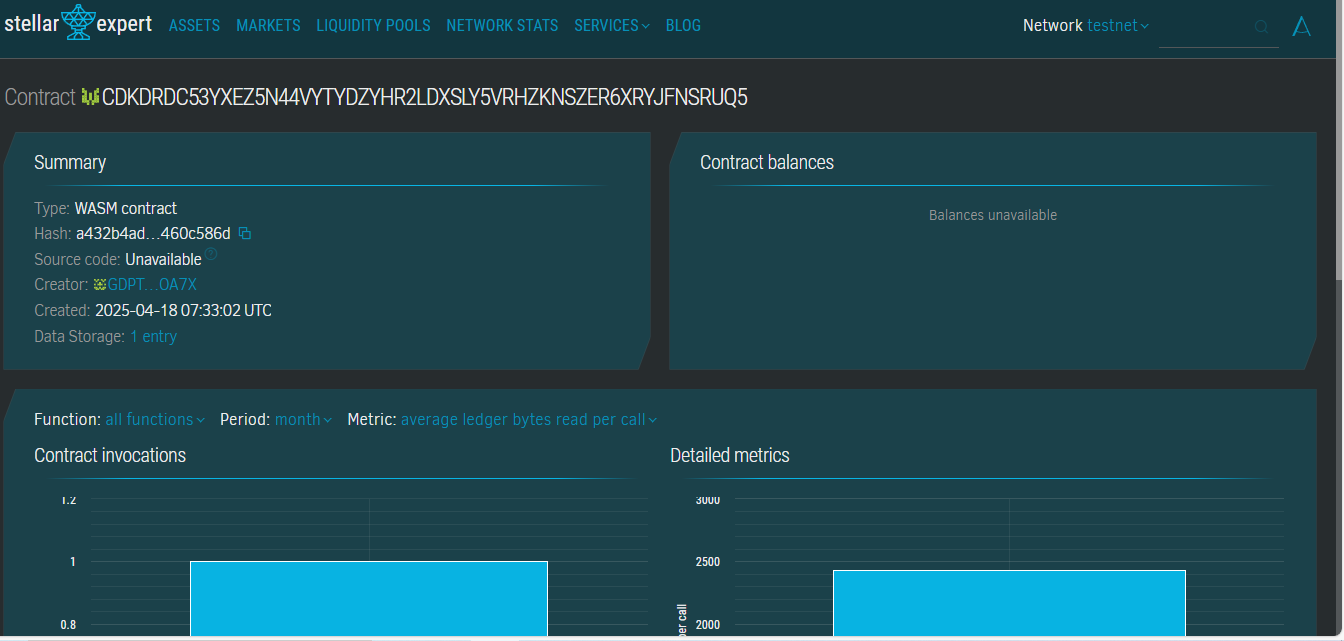 stellar expert ASSETS MARKETS LIQUIDITY POOLS NETWORK STATS SERVICES BLOG Network testnet
Contract CDKDRDC53YXEZ5N44VYTYDZYHR2LDXSLY5VRHZKNSZER6XRYJFNSRUQ5
Summary
Type: WASM contract
Hash: a432b4ad...460c586d
Source code: Unavailable ?
Creator: GDPT...OA7X
Created: 2025-04-18 07:33:02 UTC
Data Storage: 1 entry
Contract balances
Balances unavailable
Function: all functions Period: month Metric: average ledger bytes read per call
Contract invocations
1.2
1
0.8
Detailed metrics
3000
2500
2000
per call